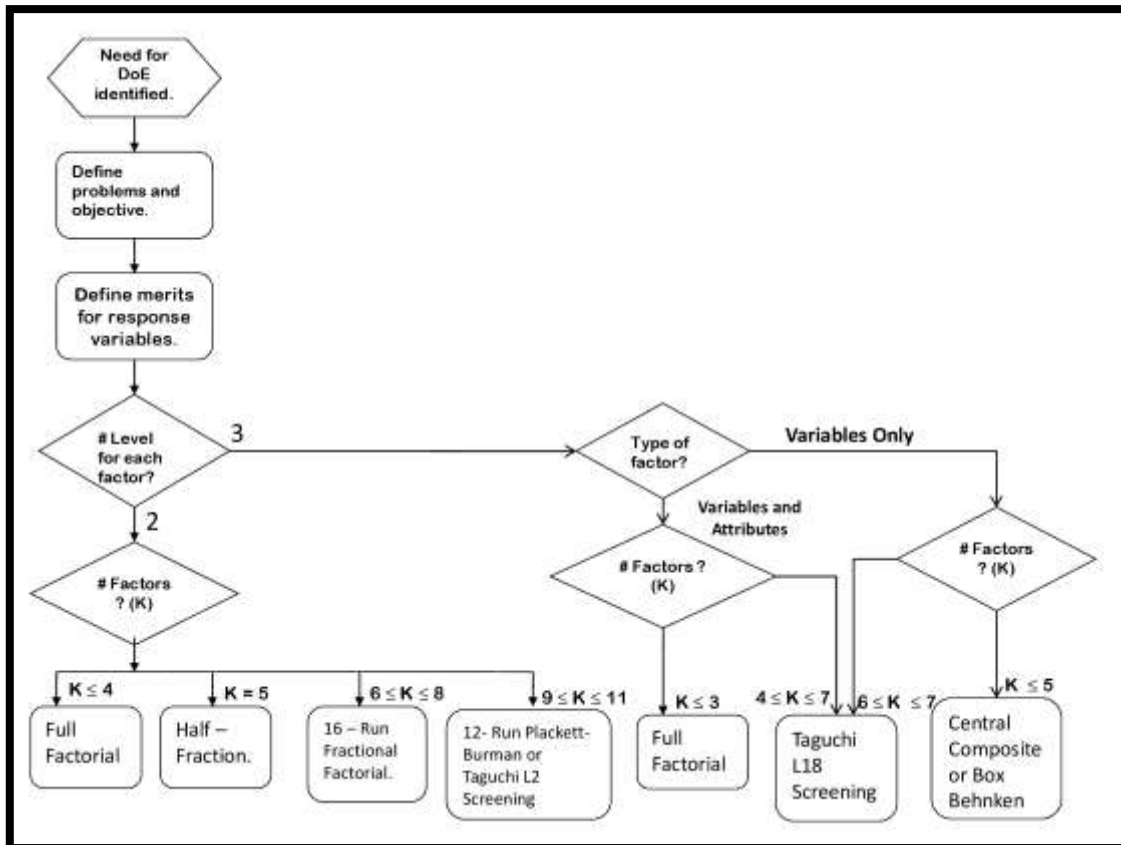 Need for
DoE
identified.
Define
problems and
objective.
Define merits
for response
variables.
# Level
for each
factor?
3
Type of
factor?
Variables Only
2
Variables and
Attributes
# Factors
? (K)
# Factors ?
(K)
# Factors
? (K)
K ≤ 4
K = 5
6 ≤ K ≤ 8
9 ≤ K ≤ 11
K ≤ 3
4 ≤ K ≤ 7
6 ≤ K ≤ 7
K ≤ 5
Full
Factorial
Half –
Fraction.
16 – Run
Fractional
Factorial.
12- Run Plackett-
Burman or
Taguchi L2
Screening
Full
Factorial
Taguchi
L18
Screening
Central
Composite
or Box
Behnken